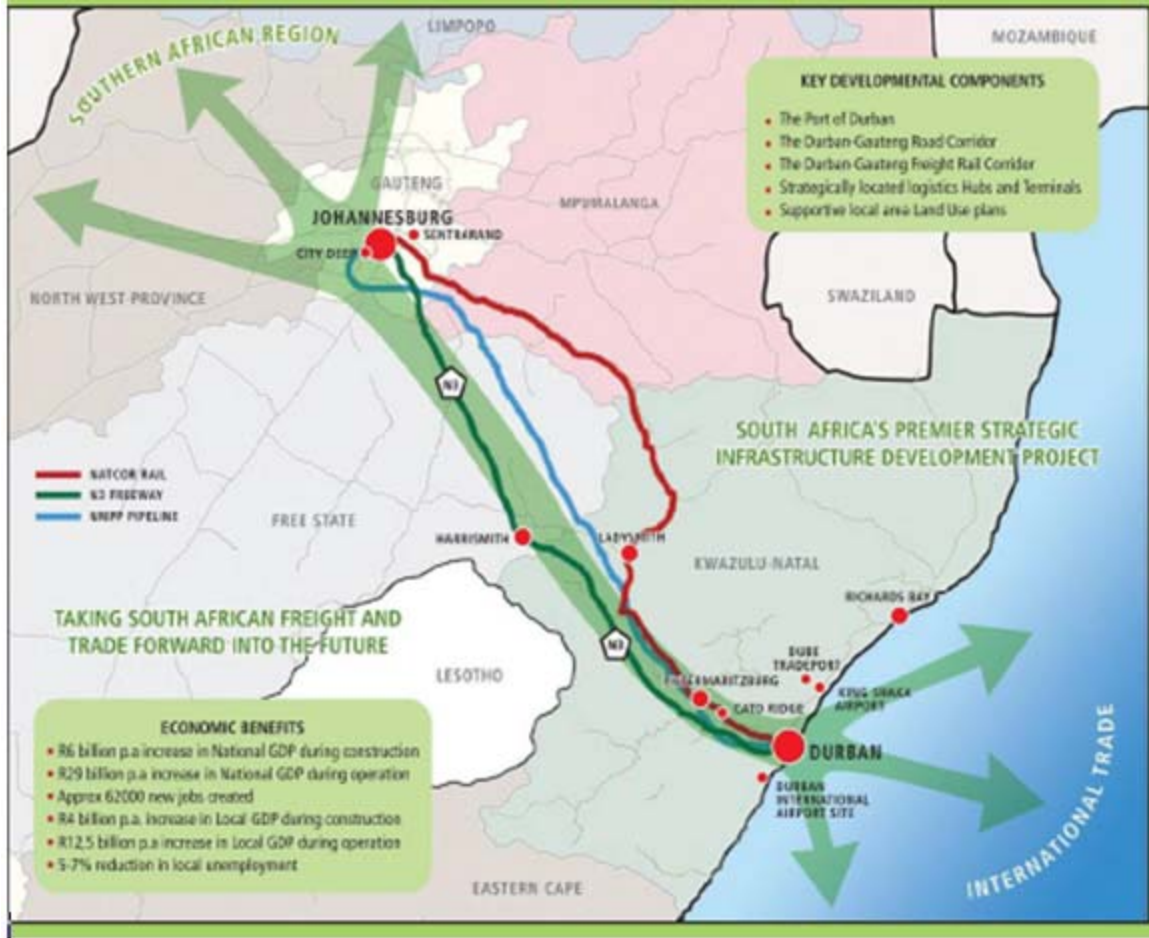 LIMPOPO
MOZAMBIQUE
SOUTHERN AFRICAN REGION
KEY DEVELOPMENTAL COMPONENTS
• The Port of Durban
• The Durban-Gauteng Road Corridor
• The Durban-Gauteng Freight Rail Corridor
• Strategically located logistics Hubs and Terminals
• Supportive local area Land Use plans
GAUTENG
MPUMALANGA
JOHANNESBURG
SENTRARAND
CITY DEEP
NORTH WEST PROVINCE
SWAZILAND
N3
SOUTH AFRICA'S PREMIER STRATEGIC
INFRASTRUCTURE DEVELOPMENT PROJECT
NATCOR RAIL
N3 FREEWAY
NMPP PIPELINE
FREE STATE
HARRISMITH
LADYSMITH
KWAZULU-NATAL
RICHARDS BAY
TAKING SOUTH AFRICAN FREIGHT AND
TRADE FORWARD INTO THE FUTURE
N3
LESOTHO
DUBE
TRADEPORT
PIETERMARITZBURG
KING SHAKA
AIRPORT
CATO RIDGE
DURBAN
DURBAN
INTERNATIONAL
AIRPORT SITE
INTERNATIONAL TRADE
ECONOMIC BENEFITS
• R6 billion p.a increase in National GDP during construction
• R29 billion p.a increase in National GDP during operation
• Approx 62000 new jobs created
• R4 billion p.a. increase in Local GDP during construction
• R12,5 billion p.a increase in Local GDP during operation
• 5-7% reduction in local unemployment
EASTERN CAPE